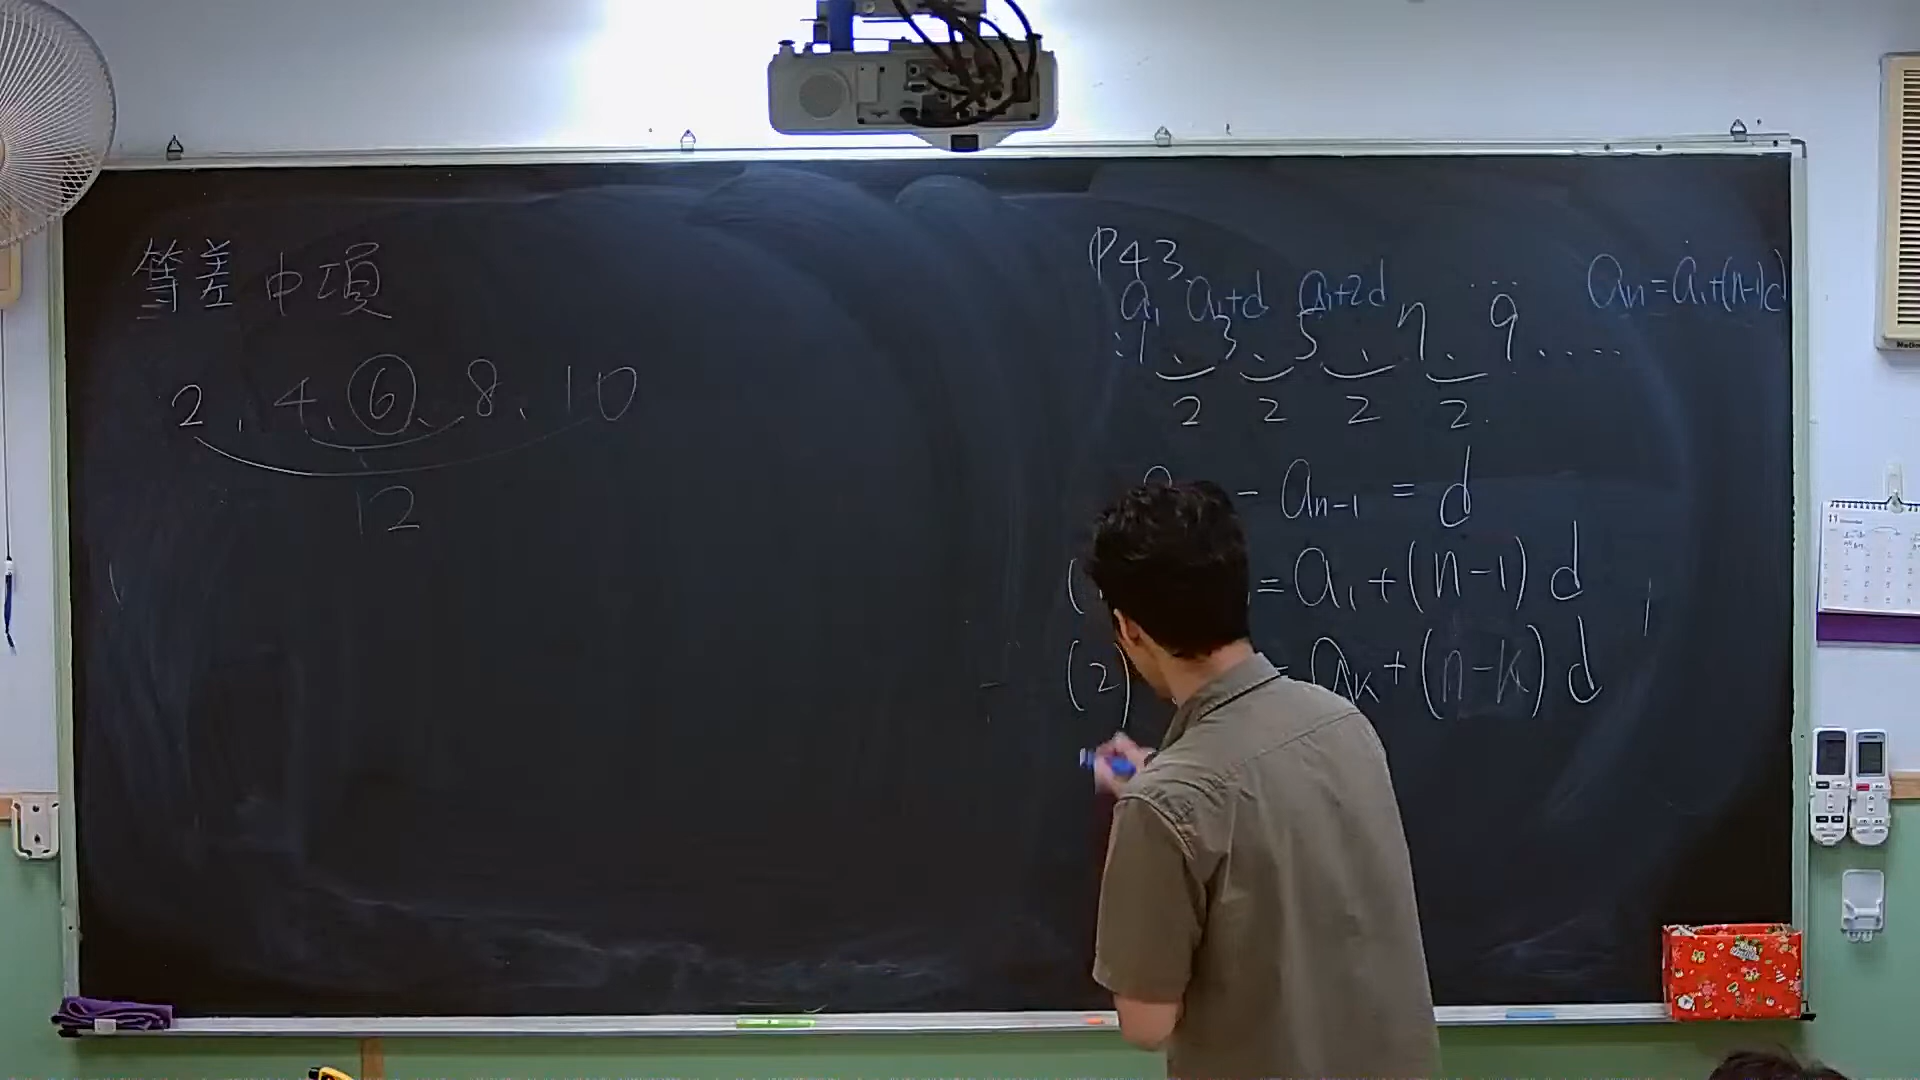 等差中項
2、4、6、8、10
12
P43
a₁ a₁+d a₁+2d ... aₙ=a₁+(n-1)d
:1、3、5、7、9.....
2 2 2 2
- aₙ₋₁ = d
= a₁+(n-1)d
(2) = aₖ+(n-k)d